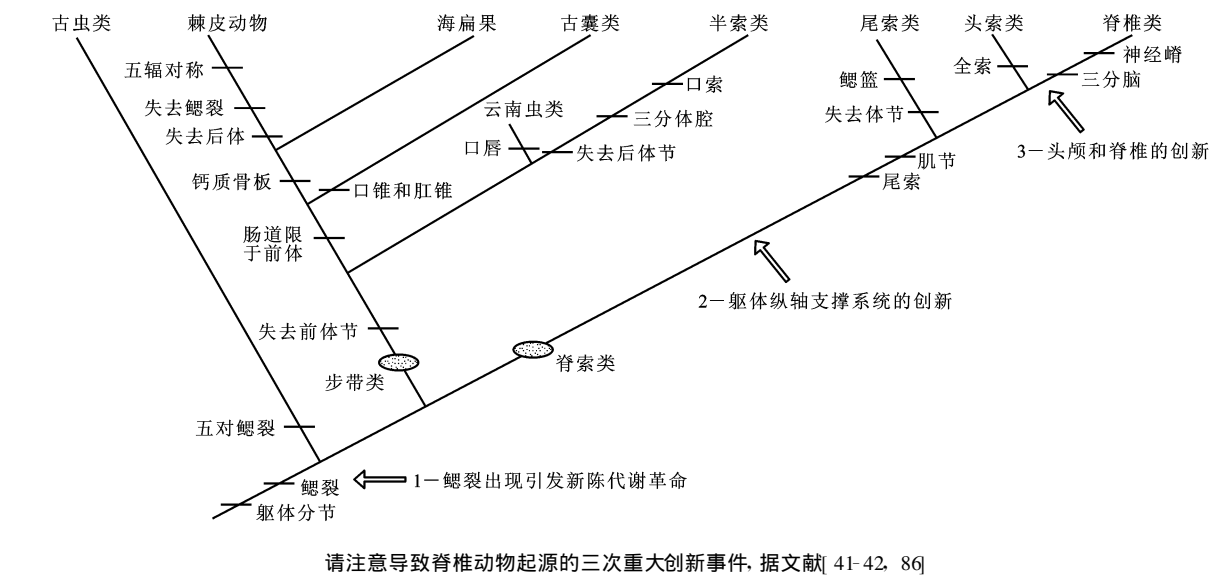 古虫类 棘皮动物 海扁果 古囊类 半索类 尾索类 头索类 脊椎类
神经嵴
五辐对称
全索
三分脑
鳃篮
口索
失去鳃裂
云南虫类
三分体腔
失去体节
失去后体
口唇
失去后体节
3－头颅和脊椎的创新
肌节
钙质骨板
口锥和肛锥
尾索
肠道限
于前体
2－躯体纵轴支撑系统的创新
失去前体节
脊索类
步带类
五对鳃裂
1－鳃裂出现引发新陈代谢革命
鳃裂
躯体分节
请注意导致脊椎动物起源的三次重大创新事件, 据文献[ 41-42, 86]